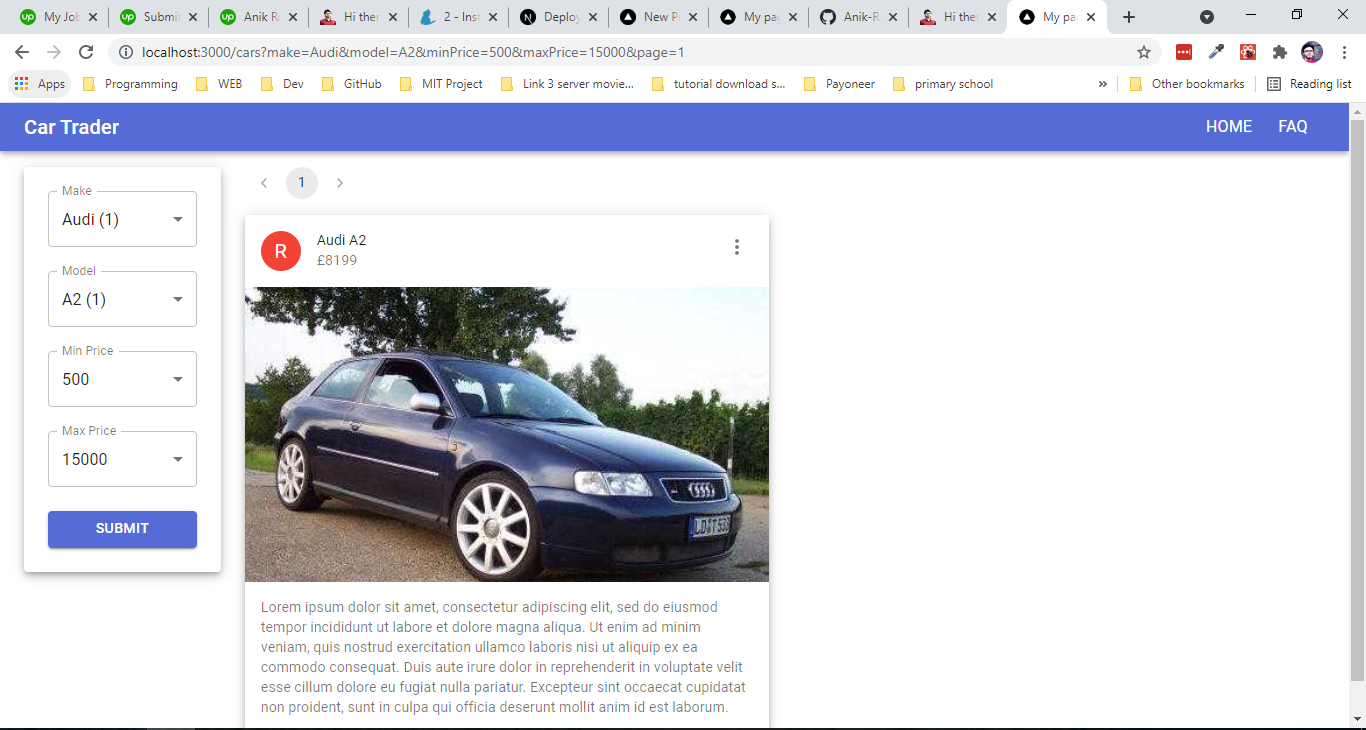 My Jol
Submit
Anik Ra
Hi ther
2 - Inst
Deploy
New Pr
My pag
Anik-R
Hi ther
My pag
localhost:3000/cars?make=Audi&model=A2&minPrice=500&maxPrice=15000&page=1
Apps
Programming
WEB
Dev
GitHub
MIT Project
Link 3 server movie...
tutorial download s...
Payoneer
primary school
»
Other bookmarks
Reading list
Car Trader
HOME
FAQ
Make
Audi (1)
Model
A2 (1)
Min Price
500
Max Price
15000
SUBMIT
1
R
Audi A2
£8199
Lorem ipsum dolor sit amet, consectetur adipiscing elit, sed do eiusmod
tempor incididunt ut labore et dolore magna aliqua. Ut enim ad minim
veniam, quis nostrud exercitation ullamco laboris nisi ut aliquip ex ea
commodo consequat. Duis aute irure dolor in reprehenderit in voluptate velit
esse cillum dolore eu fugiat nulla pariatur. Excepteur sint occaecat cupidatat
non proident, sunt in culpa qui officia deserunt mollit anim id est laborum.